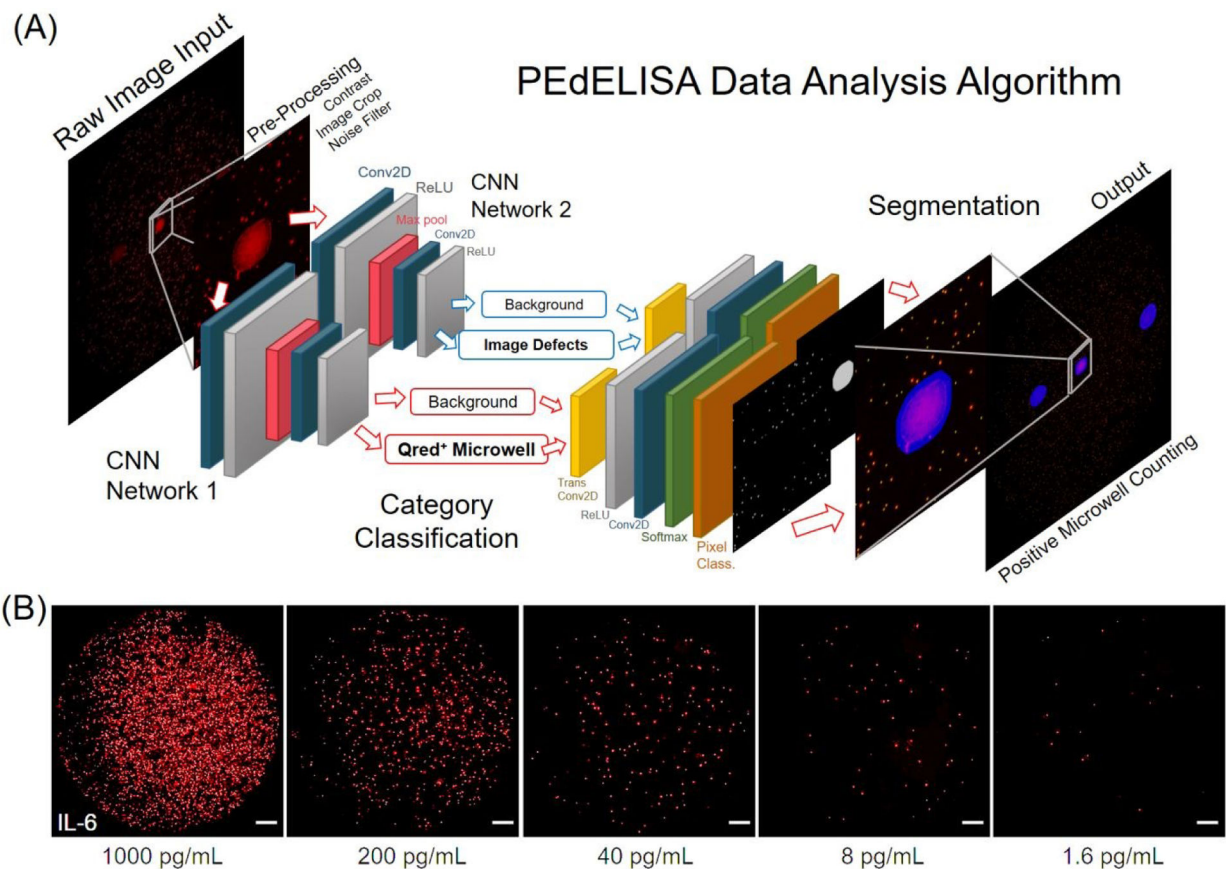 (A)
PEdELISA Data Analysis Algorithm
Raw Image Input
Pre-Processing
Contrast
Image Crop
Noise Filter
Conv2D
ReLU
CNN
Network 2
Max pool
Conv2D
ReLU
Background
Image Defects
Background
Qred⁺ Microwell
CNN
Network 1
Category
Classification
Trans
Conv2D
ReLU
Conv2D
Softmax
Pixel
Class.
Segmentation
Output
Positive Microwell Counting
(B)
IL-6
1000 pg/mL
200 pg/mL
40 pg/mL
8 pg/mL
1.6 pg/mL